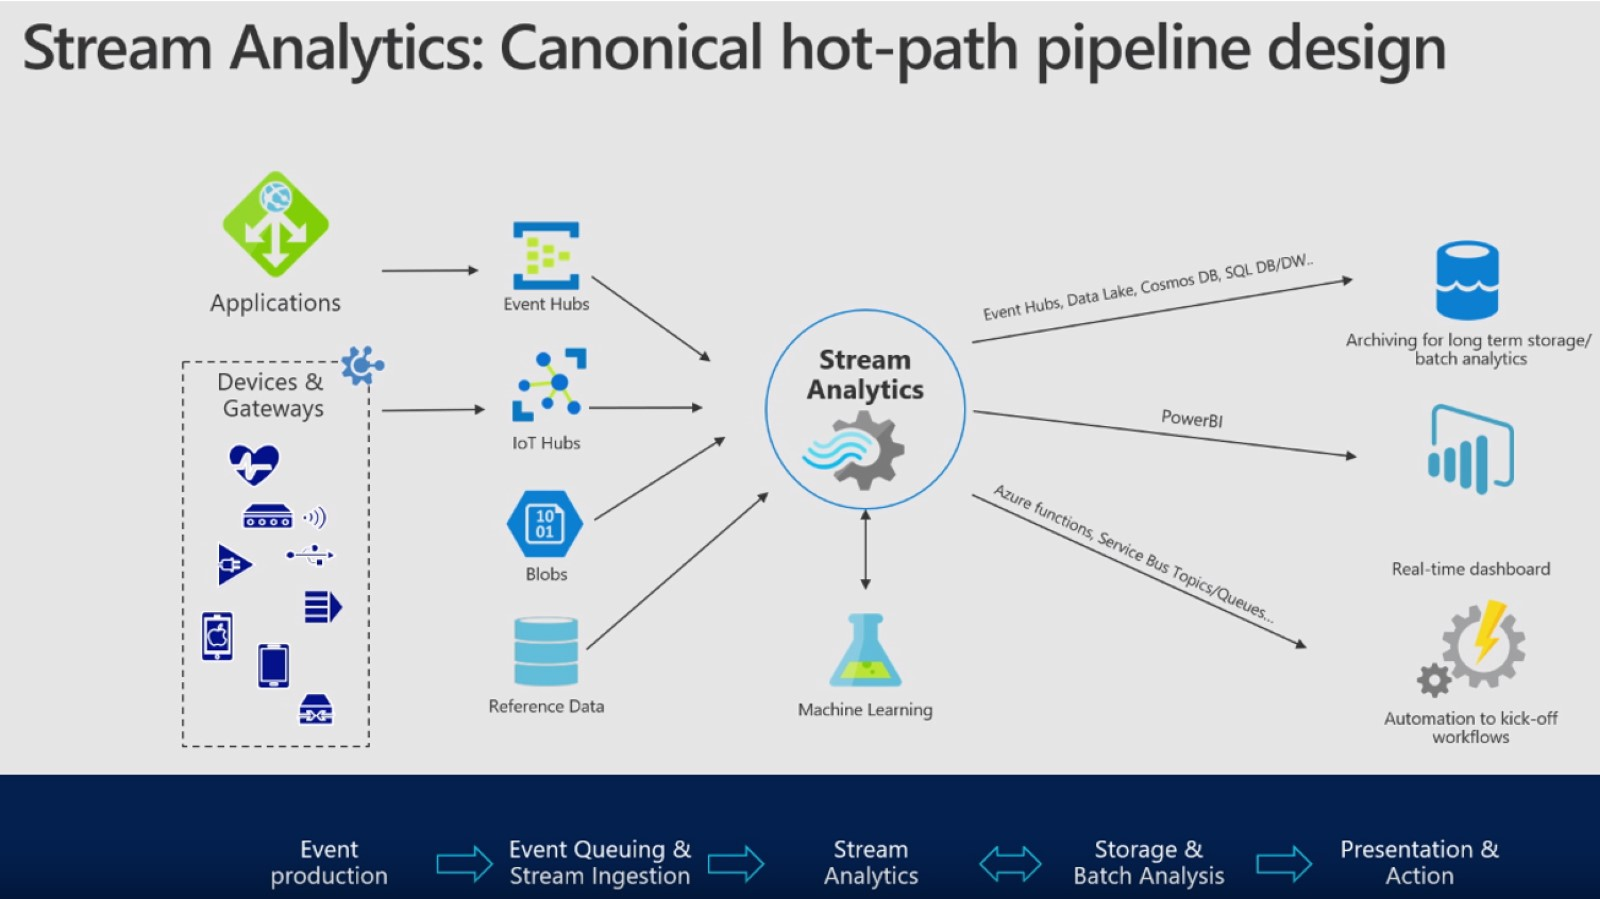 Stream Analytics: Canonical hot-path pipeline design
Applications
Devices &
Gateways
Event Hubs
IoT Hubs
10
01
Blobs
Reference Data
Stream
Analytics
Machine Learning
Event Hubs, Data Lake, Cosmos DB, SQL DB/DW..
PowerBI
Azure functions, Service Bus Topics/Queues...
Archiving for long term storage/
batch analytics
Real-time dashboard
Automation to kick-off
workflows
Event
production
Event Queuing &
Stream Ingestion
Stream
Analytics
Storage &
Batch Analysis
Presentation &
Action